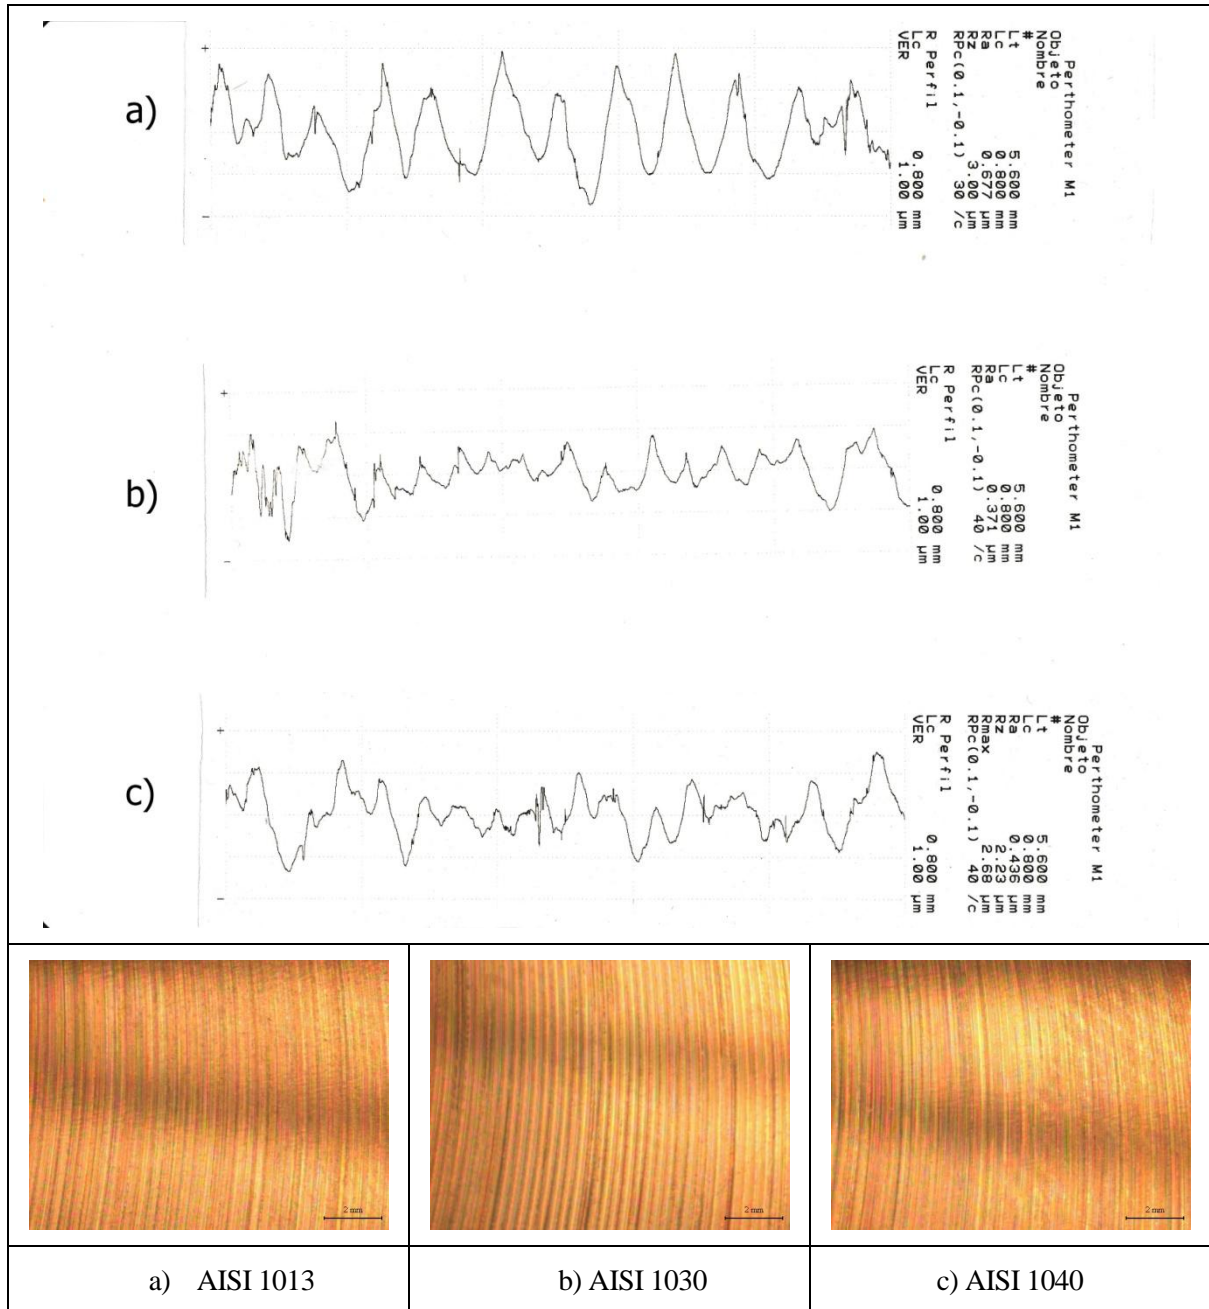 a)
+
-
Perthometer M1
Objeto
Nombre
#
Lt 5.600 mm
Lc 0.800 mm
Ra 0.677 µm
Rz 3.00 µm
RPc(0.1,-0.1) 30 /c
R Perfil
Lc 0.800 mm
VER 1.00 µm
b)
+
-
Perthometer M1
Objeto
Nombre
#
Lt 5.600 mm
Lc 0.800 mm
Ra 0.371 µm
RPc(0.1,-0.1) 40 /c
R Perfil
Lc 0.800 mm
VER 1.00 µm
c)
+
-
Perthometer M1
Objeto
Nombre
#
Lt 5.600 mm
Lc 0.800 mm
Ra 0.436 µm
Rz 2.23 µm
Rmax 2.68 µm
RPc(0.1,-0.1) 40 /c
R Perfil
Lc 0.800 mm
VER 1.00 µm
2 mm
2 mm
2 mm
a) AISI 1013
b) AISI 1030
c) AISI 1040